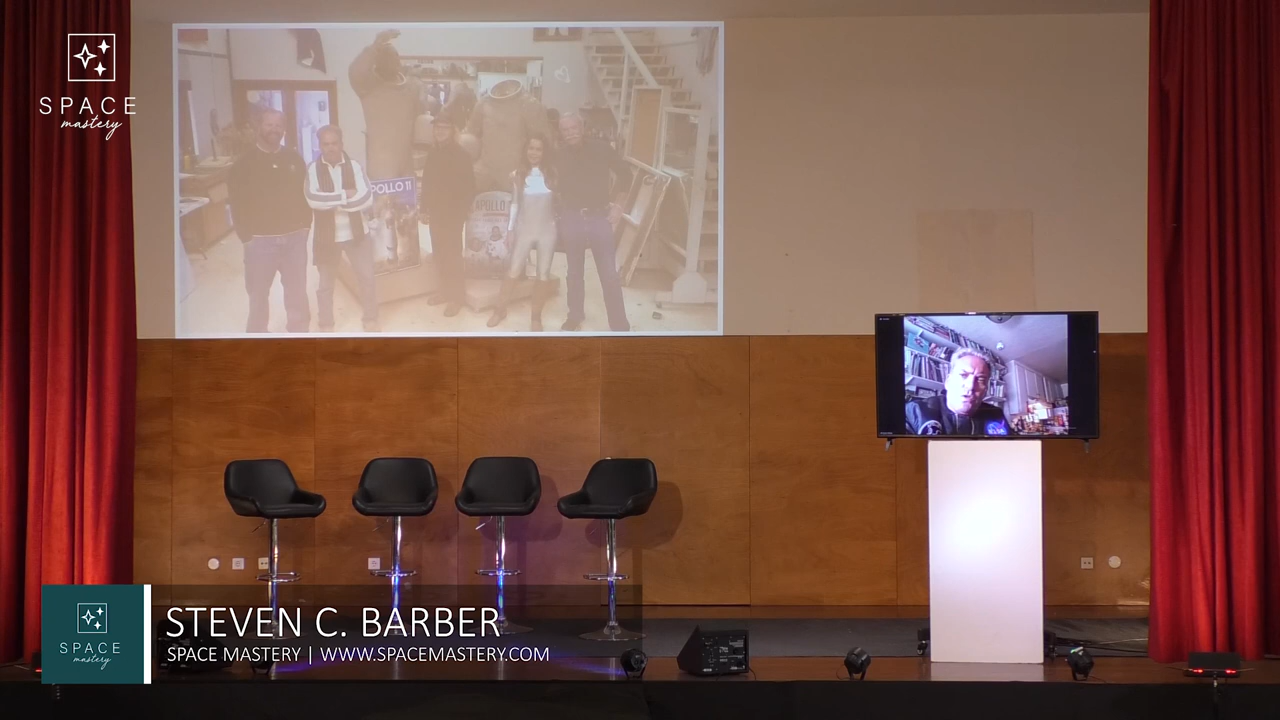 SPACE
mastery
POLLO 11
APOLLO
SPACE
mastery
STEVEN C. BARBER
SPACE MASTERY | WWW.SPACEMASTERY.COM